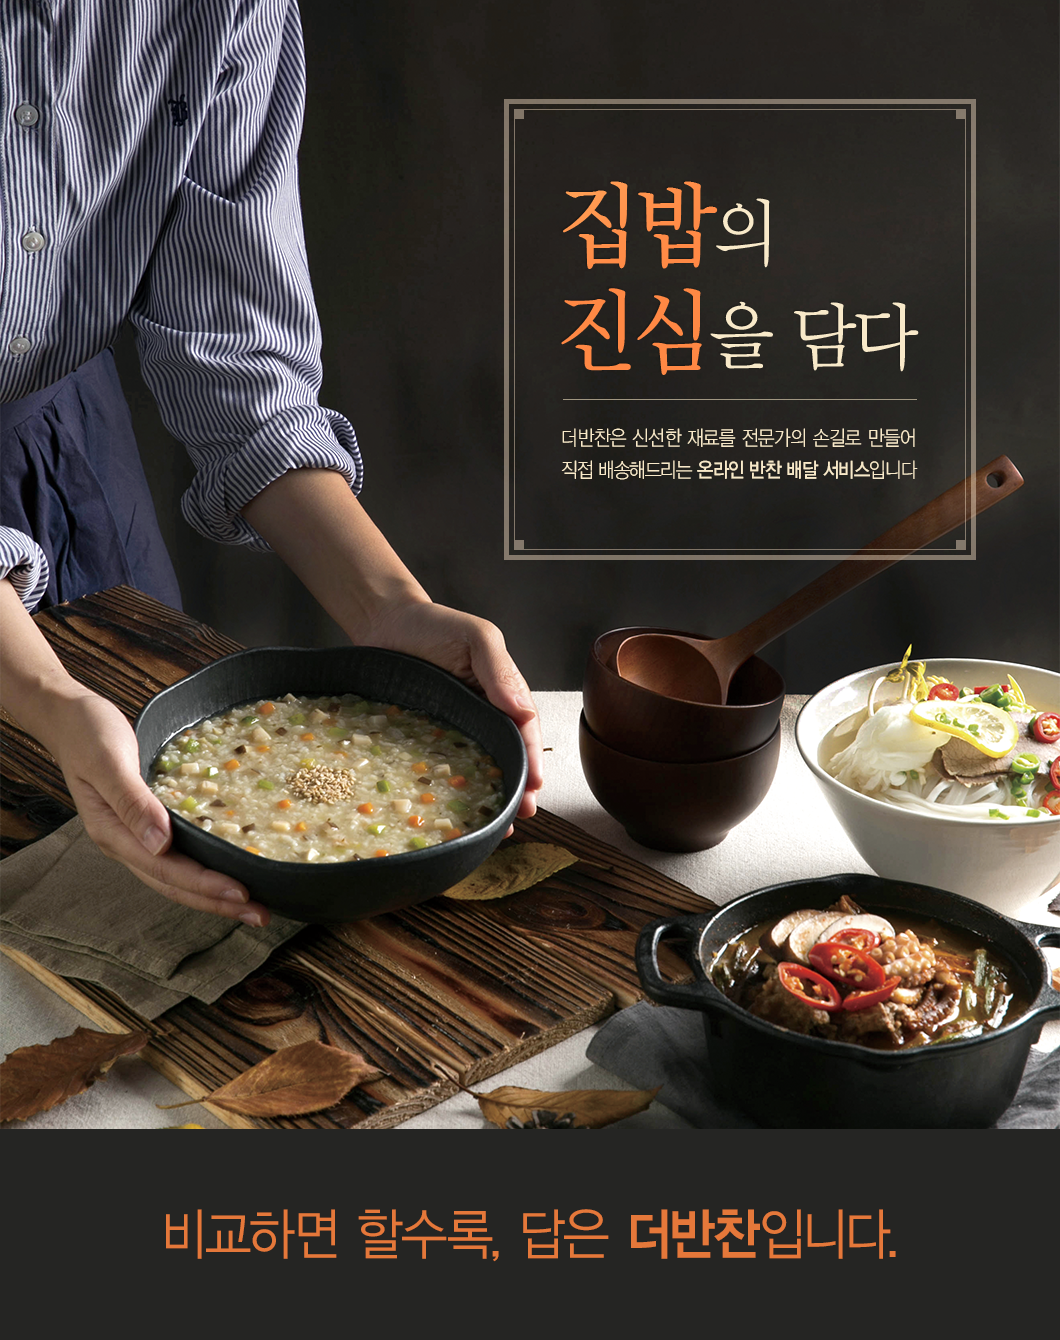 집밥의
진심을 담다
더반찬은 신선한 재료를 전문가의 손길로 만들어
직접 배송해드리는 온라인 반찬 배달 서비스입니다
비교하면 할수록, 답은 더반찬입니다.